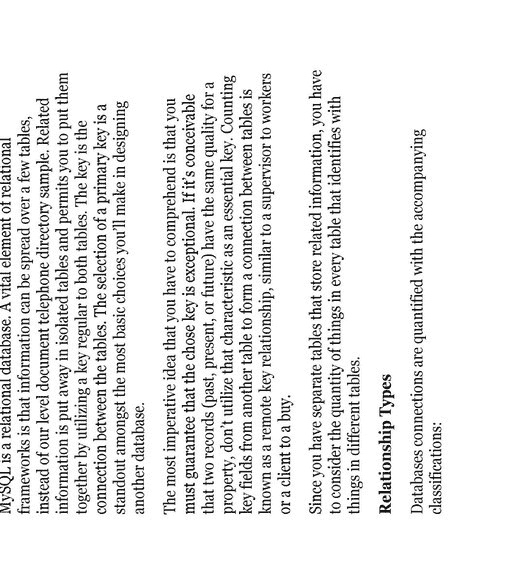 MySQL is a relational database. A vital element of relational
frameworks is that information can be spread over a few tables,
instead of our level document telephone directory sample. Related
information is put away in isolated tables and permits you to put them
together by utilizing a key regular to both tables. The key is the
connection between the tables. The selection of a primary key is a
standout amongst the most basic choices you'll make in designing
another database.
The most imperative idea that you have to comprehend is that you
must guarantee that the chose key is exceptional. If it's conceivable
that two records (past, present, or future) have the same quality for a
property, don't utilize that characteristic as an essential key. Counting
key fields from another table to form a connection between tables is
known as a remote key relationship, similar to a supervisor to workers
or a client to a buy.
Since you have separate tables that store related information, you have
to consider the quantity of things in every table that identifies with
things in different tables.
Relationship Types
Databases connections are quantified with the accompanying
classifications: